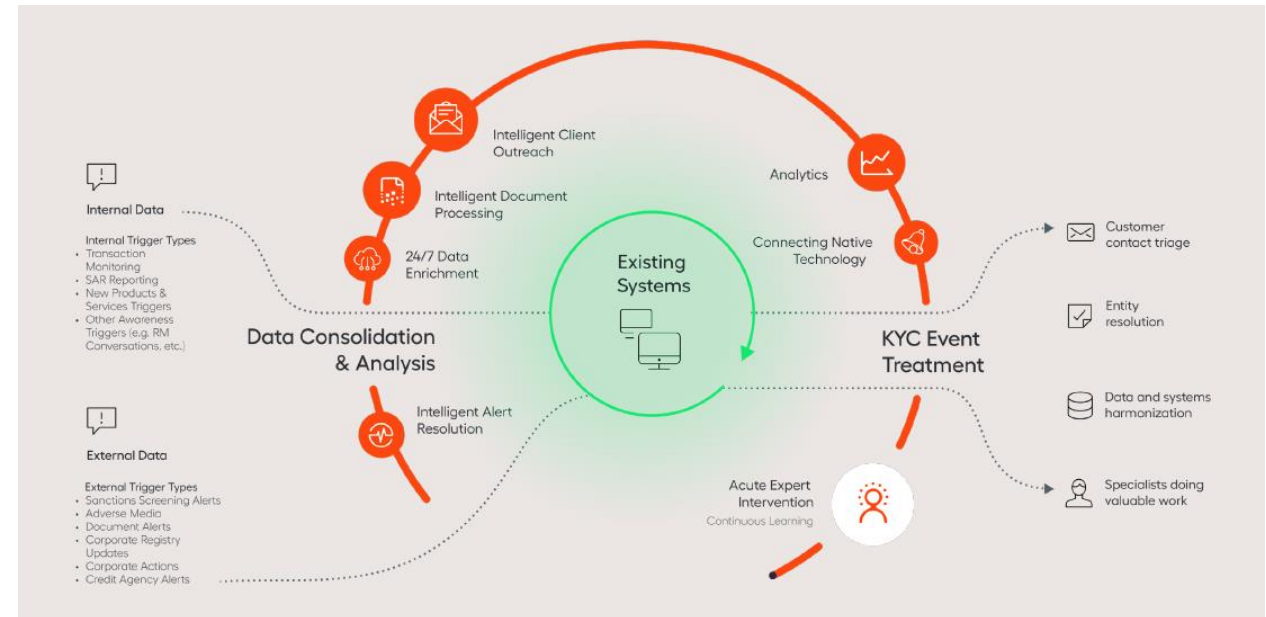 Internal Data
Internal Trigger Types
• Transaction
Monitoring
• SAR Reporting
• New Products &
Services Triggers
• Other Awareness
Triggers (e.g. RM
Conversations, etc.)
External Data
External Trigger Types
• Sanctions Screening Alerts
• Adverse Media
• Document Alerts
• Corporate Registry
Updates
• Corporate Actions
• Credit Agency Alerts
Intelligent Client
Outreach
Intelligent Document
Processing
24/7 Data
Enrichment
Data Consolidation
& Analysis
Intelligent Alert
Resolution
Existing
Systems
Analytics
Connecting Native
Technology
KYC Event
Treatment
Acute Expert
Intervention
Continuous Learning
Customer
contact triage
Entity
resolution
Data and systems
harmonization
Specialists doing
valuable work